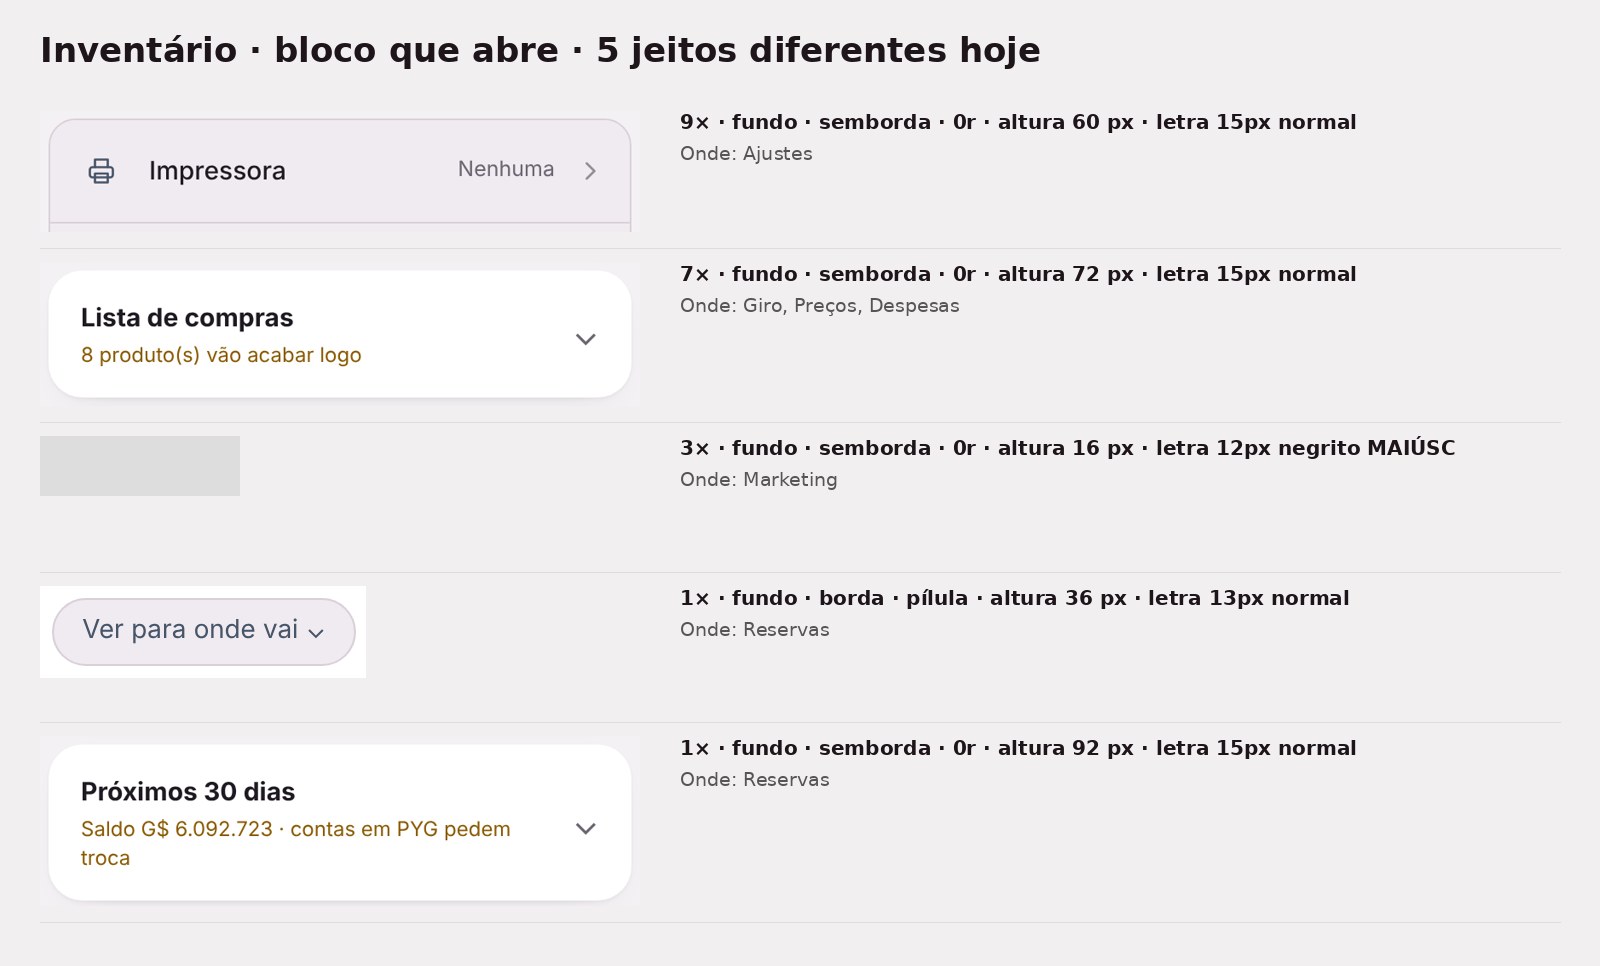 Inventário · bloco que abre · 5 jeitos diferentes hoje
Impressora
Nenhuma
9× · fundo · semborda · 0r · altura 60 px · letra 15px normal
Onde: Ajustes
Lista de compras
8 produto(s) vão acabar logo
7× · fundo · semborda · 0r · altura 72 px · letra 15px normal
Onde: Giro, Preços, Despesas
3× · fundo · semborda · 0r · altura 16 px · letra 12px negrito MAIÚSC
Onde: Marketing
Ver para onde vai
1× · fundo · borda · pílula · altura 36 px · letra 13px normal
Onde: Reservas
Próximos 30 dias
Saldo G$ 6.092.723 · contas em PYG pedem
troca
1× · fundo · semborda · 0r · altura 92 px · letra 15px normal
Onde: Reservas